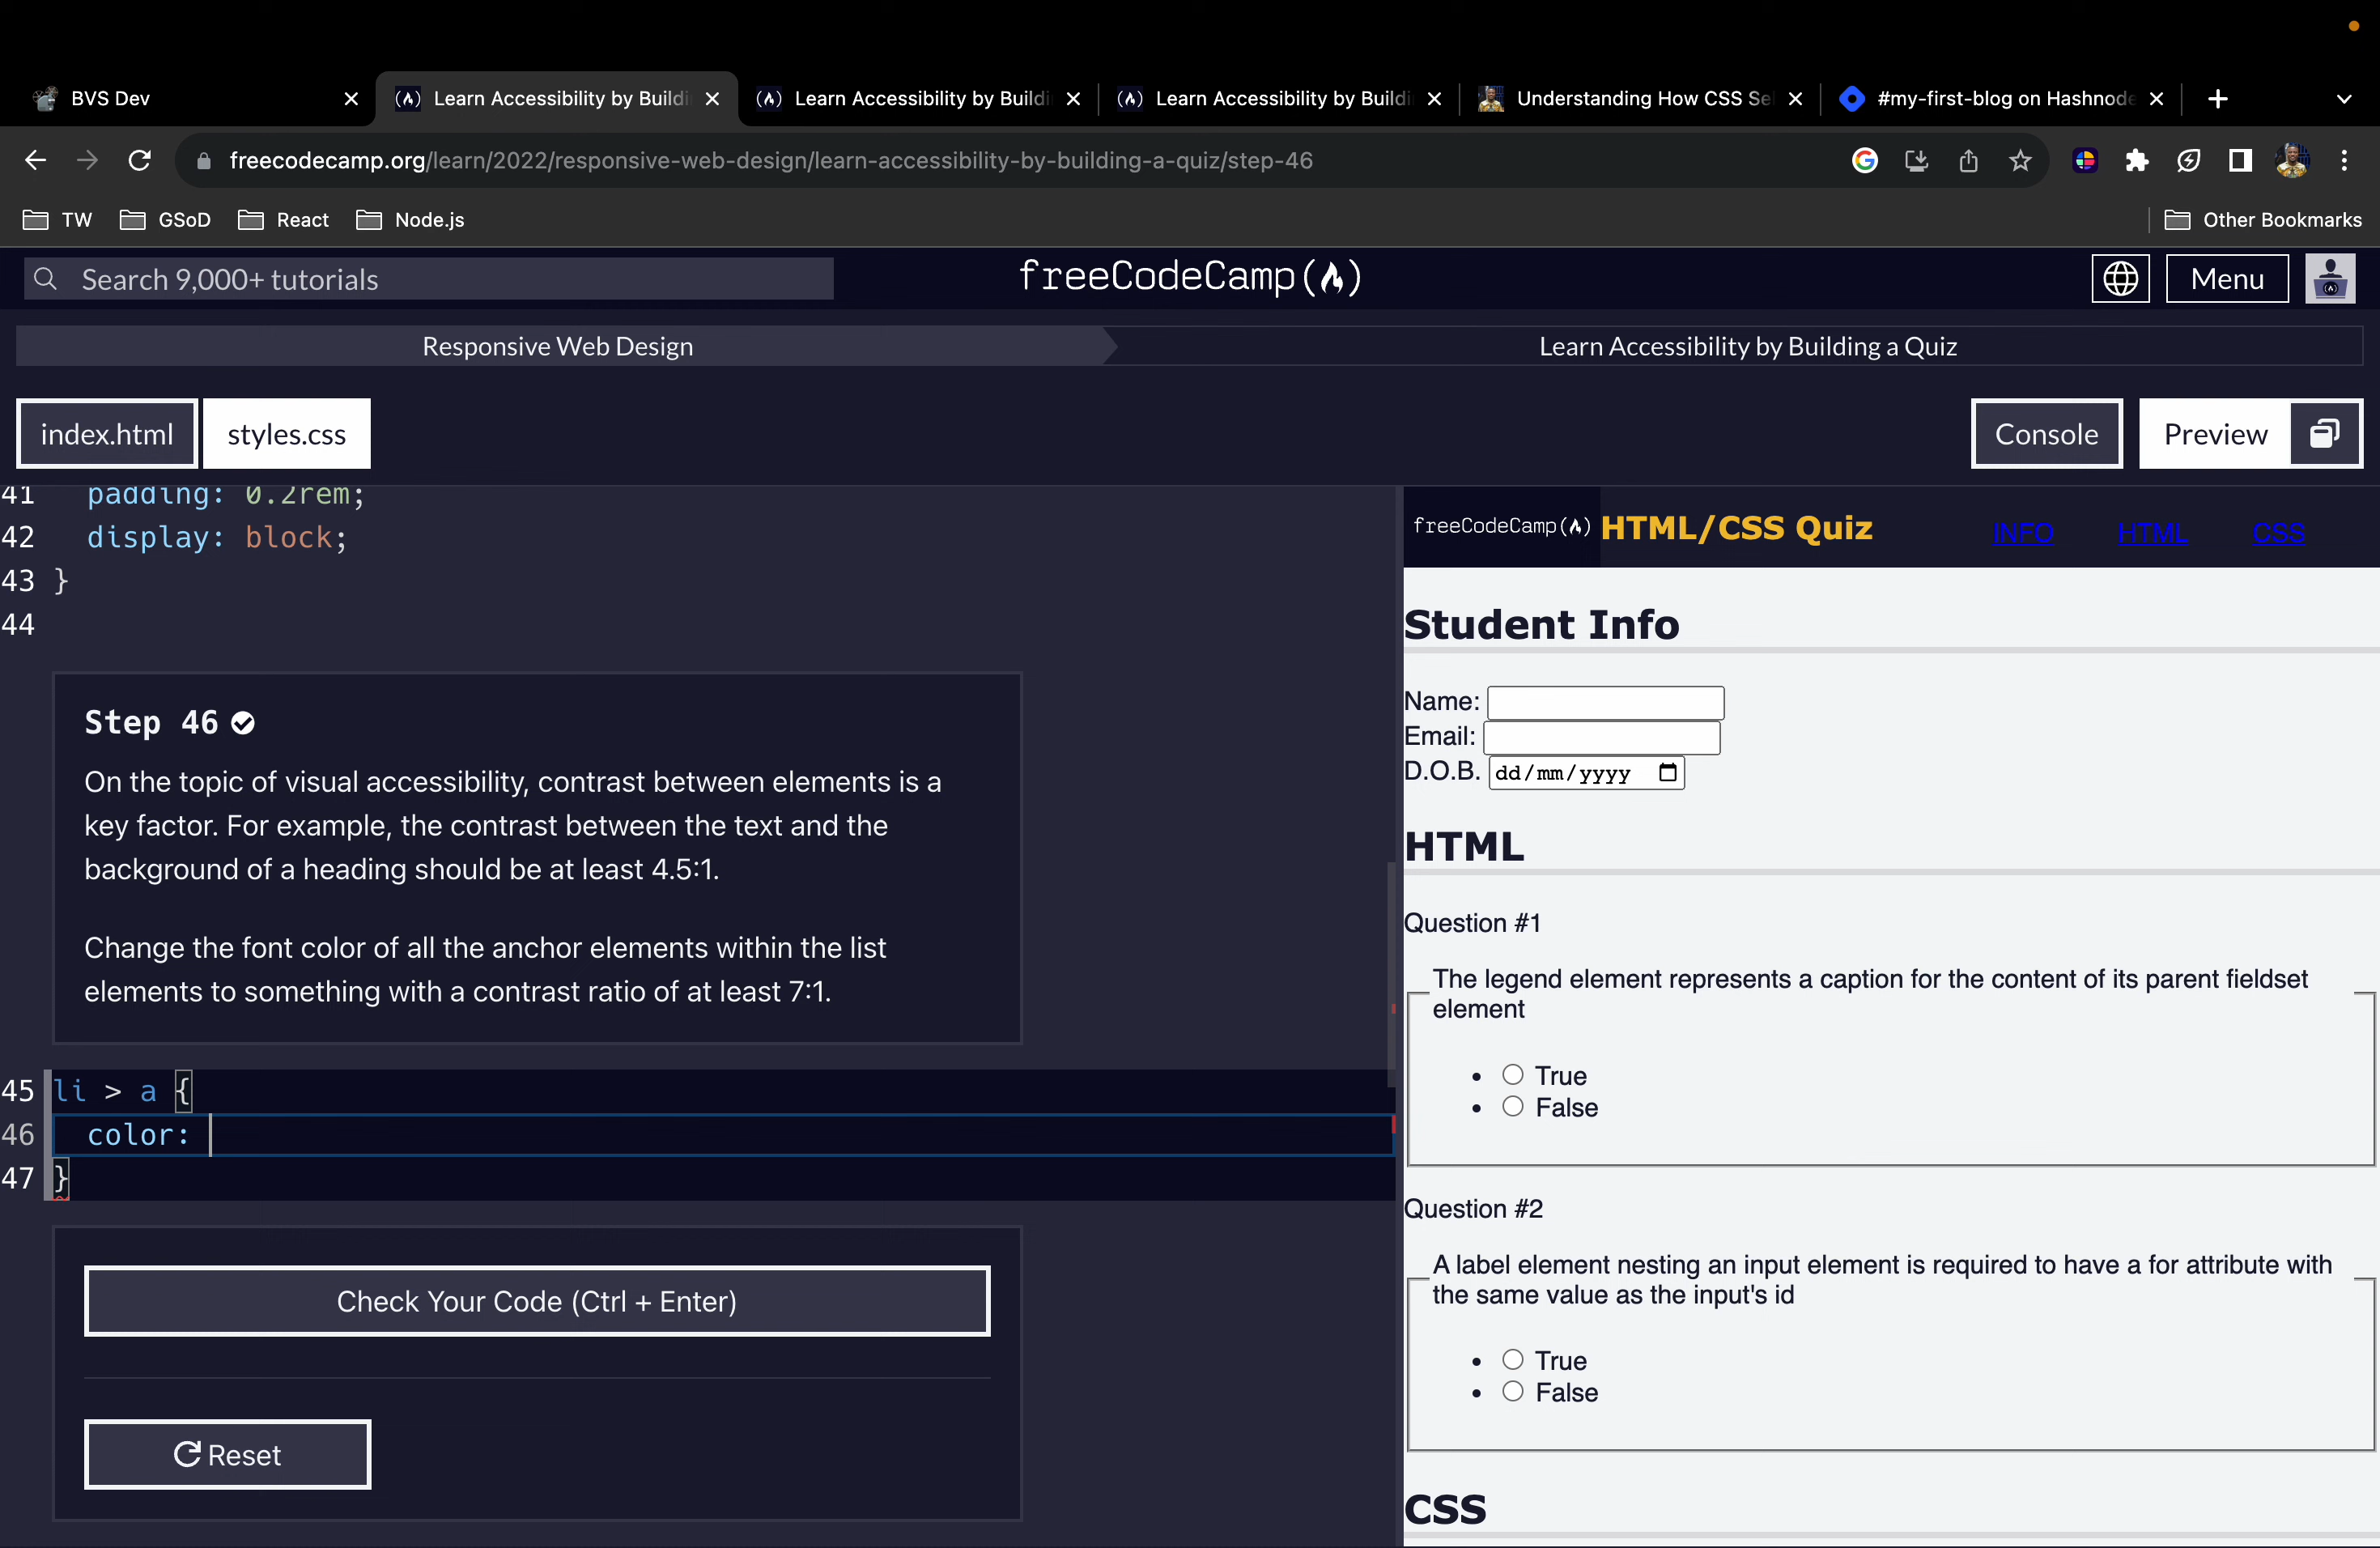 BVS Dev
Learn Accessibility by Buildi
Learn Accessibility by Buildi
Learn Accessibility by Buildi
Understanding How CSS Se
#my-first-blog on Hashnode
freecodecamp.org/learn/2022/responsive-web-design/learn-accessibility-by-building-a-quiz/step-46
TW
GSoD
React
Node.js
Other Bookmarks
Search 9,000+ tutorials
freeCodeCamp
Menu
Responsive Web Design
Learn Accessibility by Building a Quiz
index.html
styles.css
Console
Preview
41 padding: 0.2rem;
42 display: block;
43 }
44
Step 46
On the topic of visual accessibility, contrast between elements is a
key factor. For example, the contrast between the text and the
background of a heading should be at least 4.5:1.
Change the font color of all the anchor elements within the list
elements to something with a contrast ratio of at least 7:1.
45 li > a {
46 color:
47 }
Check Your Code (Ctrl + Enter)
Reset
freeCodeCamp
HTML/CSS Quiz
INFO
HTML
CSS
Student Info
Name:
Email:
D.O.B. dd/mm/yyyy
HTML
Question #1
The legend element represents a caption for the content of its parent fieldset
element
True
False
Question #2
A label element nesting an input element is required to have a for attribute with
the same value as the input's id
True
False
CSS